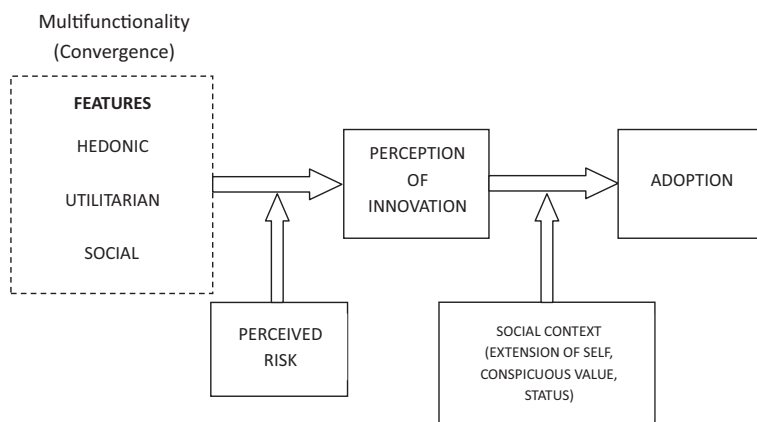 Multifunctionality
(Convergence)
FEATURES
HEDONIC
UTILITARIAN
SOCIAL
PERCEPTION
OF
INNOVATION
ADOPTION
PERCEIVED
RISK
SOCIAL CONTEXT
(EXTENSION OF SELF,
CONSPICUOUS VALUE,
STATUS)